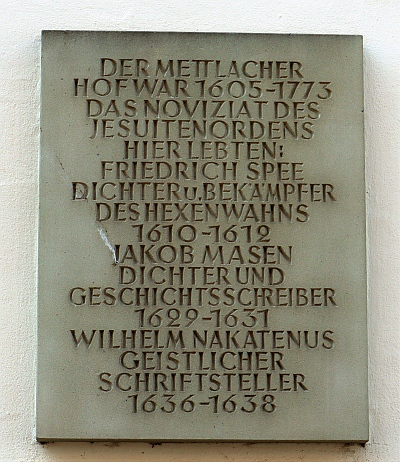 DER METTLACHER
HOF WAR 1605-1773
DAS NOVIZIAT DES
JESUITENORDENS
HIER LEBTEN:
FRIEDRICH SPEE
DICHTER u. BEKÄMPFER
DES HEXENWAHNS
1610-1612
JAKOB MASEN
DICHTER UND
GESCHICHTSSCHREIBER
1629-1631
WILHELM NAKATENUS
GEISTLICHER
SCHRIFTSTELLER
1636-1638